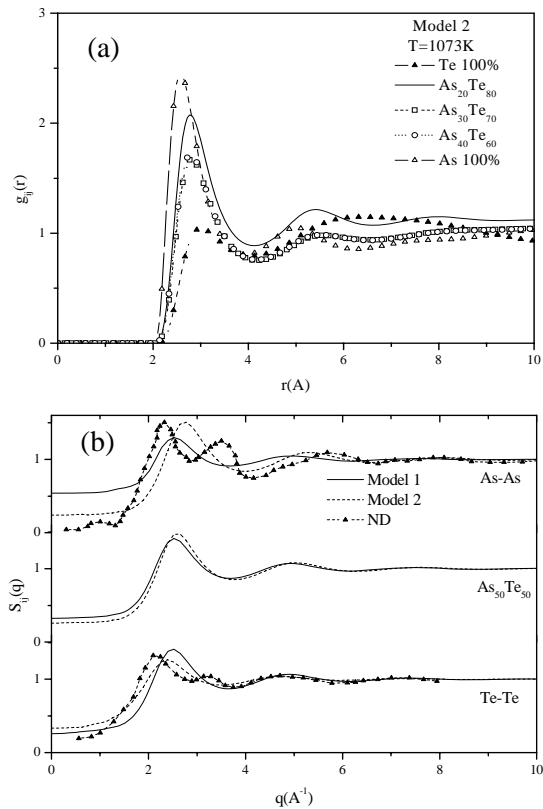 (a)
Model 2
T=1073K
Te 100%
As20Te80
As30Te70
As40Te60
As 100%
3
2
1
0
gij(r)
0 2 4 6 8 10
r(A)
(b)
1
0
As-As
Model 1
Model 2
ND
1
0
As50Te50
Sij(q)
1
0
Te-Te
0 2 4 6 8 10
q(A-1)